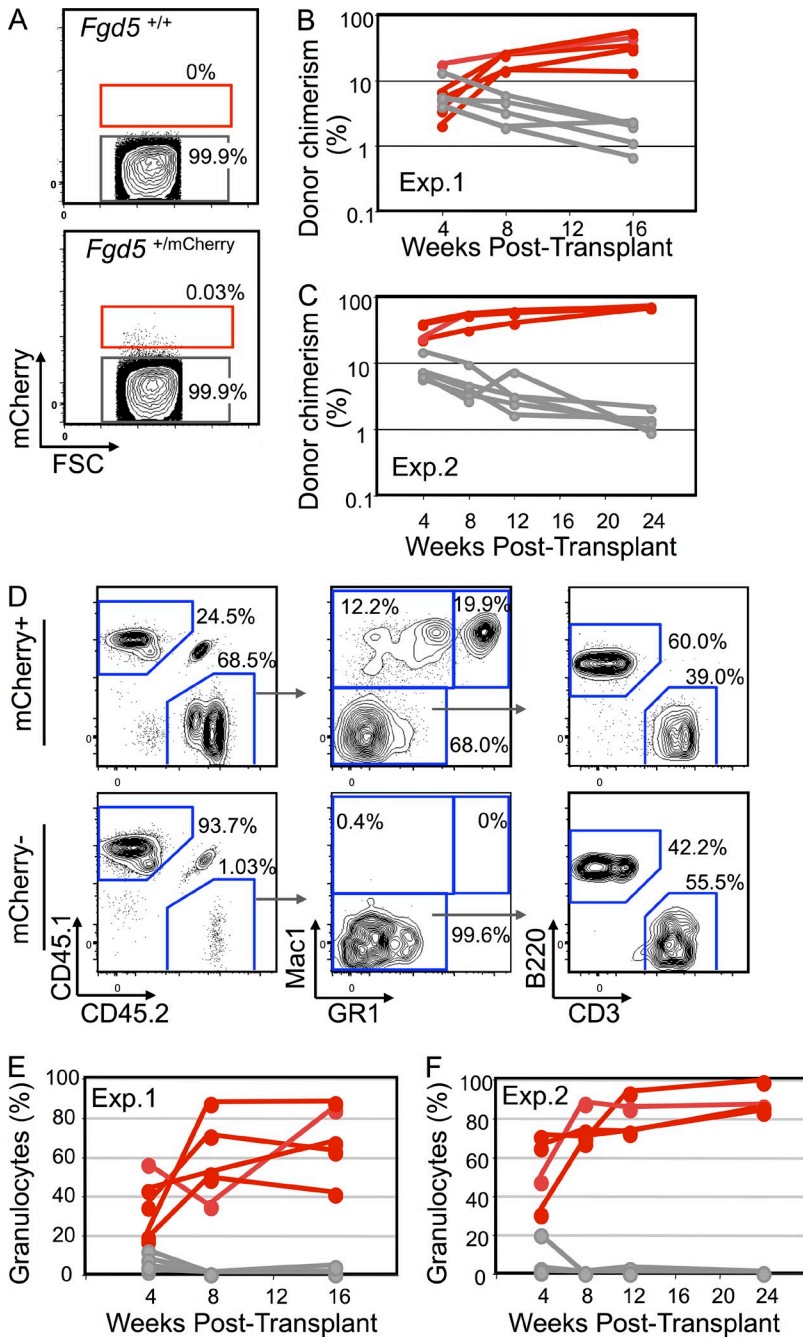 A
Fgd5 +/+
0%
99.9%
0
0
Fgd5 +/mCherry
0.03%
99.9%
0
0
mCherry
FSC
B
Donor chimerism (%)
100
10
1
0.1
Exp.1
4 8 12 16
Weeks Post-Transplant
C
Donor chimerism (%)
100
10
1
0.1
Exp.2
4 8 12 16 20 24
Weeks Post-Transplant
D
mCherry+
24.5%
68.5%
0
0
12.2%
19.9%
68.0%
0
0
60.0%
39.0%
0
0
mCherry-
93.7%
1.03%
0
0
0.4%
0%
99.6%
0
0
42.2%
55.5%
0
0
CD45.1
CD45.2
Mac1
GR1
B220
CD3
E
Exp.1
Granulocytes (%)
100
80
60
40
20
0
4 8 12 16
Weeks Post-Transplant
F
Exp.2
Granulocytes (%)
100
80
60
40
20
0
4 8 12 16 20 24
Weeks Post-Transplant